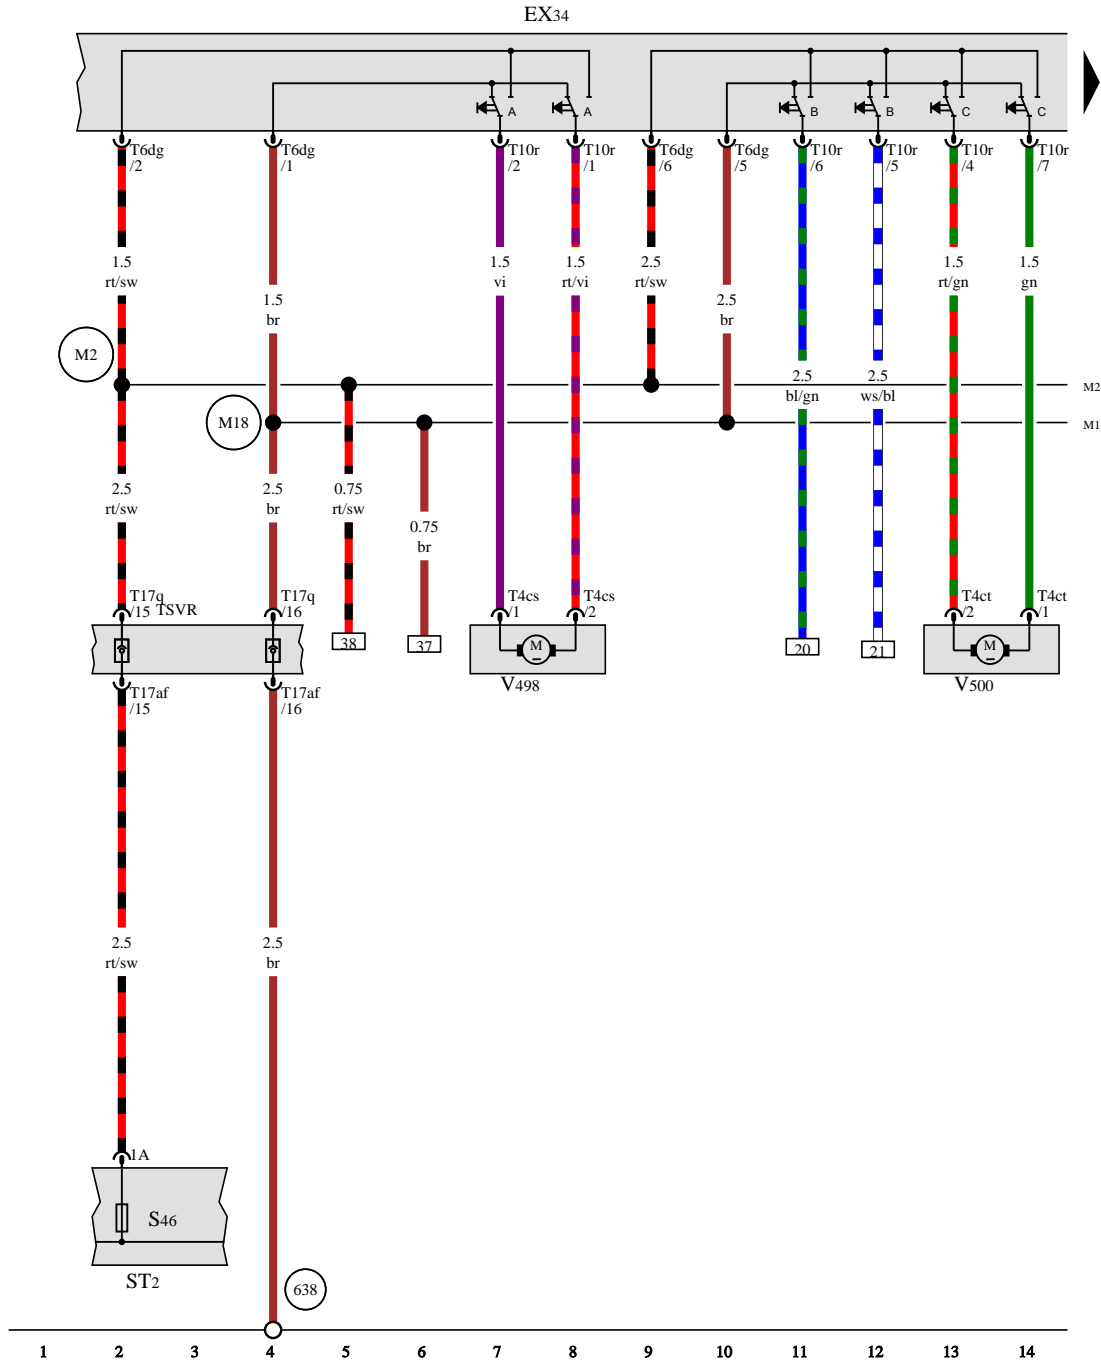 EX34
A A B B C C
T6dg /2
T6dg /1
T10r /2
T10r /1
T6dg /6
T6dg /5
T10r /6
T10r /5
T10r /4
T10r /7
1.5 rt/sw
1.5 br
1.5 vi
1.5 rt/vi
2.5 rt/sw
2.5 br
2.5 bl/gn
2.5 ws/bl
1.5 rt/gn
1.5 gn
M2
M2
M18
M1
2.5 rt/sw
2.5 br
0.75 rt/sw
0.75 br
T17q /15
TSVR
T17q /16
38
37
T4cs /1
T4cs /2
20
21
T4ct /2
T4ct /1
M
M
V498
V500
T17af /15
T17af /16
2.5 rt/sw
2.5 br
1A
S46
ST2
638
1 2 3 4 5 6 7 8 9 10 11 12 13 14